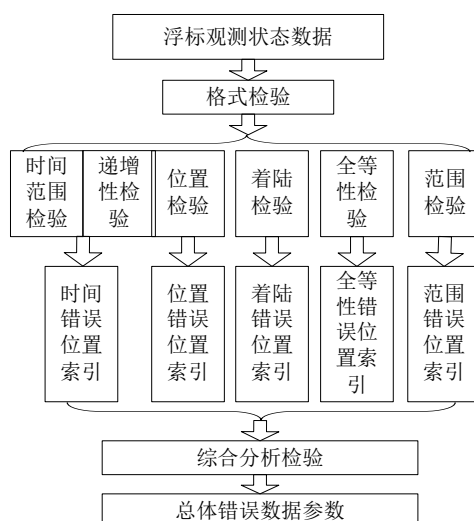 浮标观测状态数据
格式检验
时间
范围
检验
递增
性检
验
位置
检验
着陆
检验
全等
性检
验
范围
检验
时间
错误
位置
索引
位置
错误
位置
索引
着陆
错误
位置
索引
全等
性错
误位
置索
引
范围
错误
位置
索引
综合分析检验
总体错误数据参数